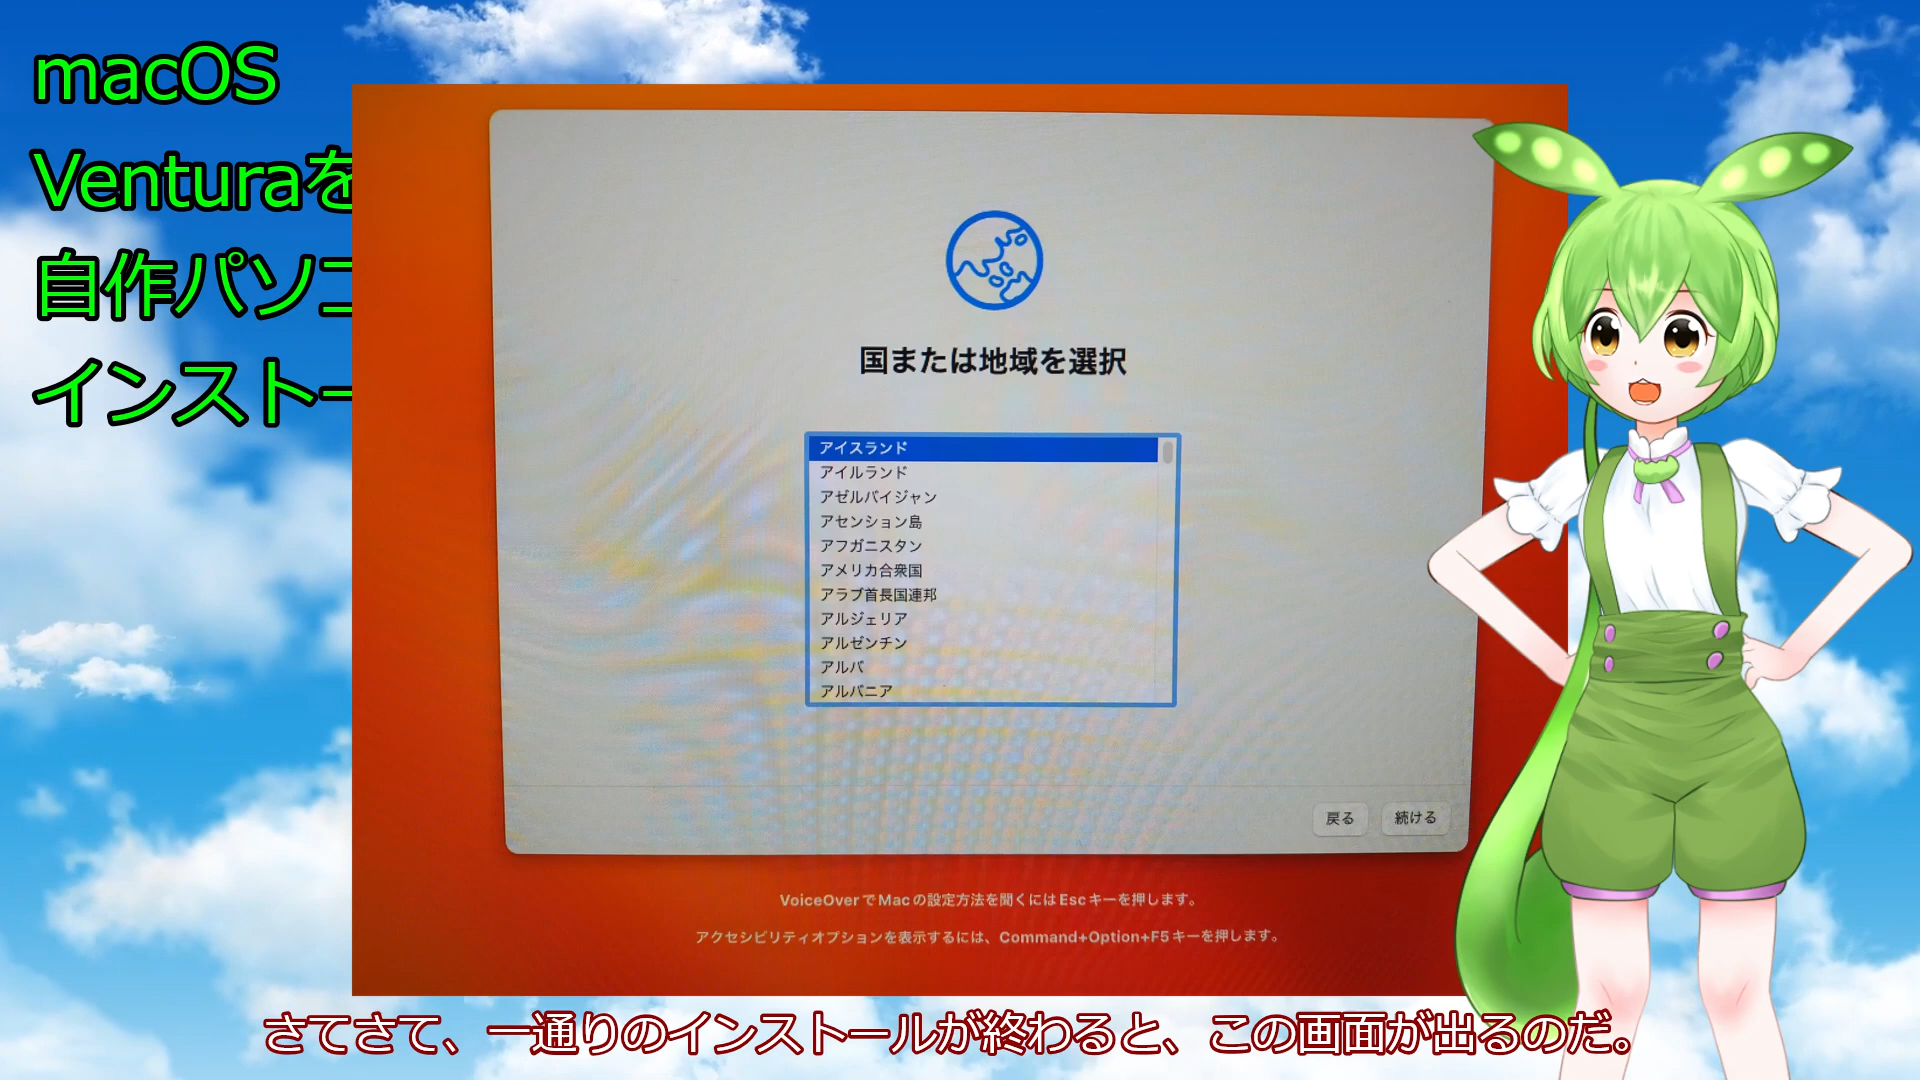 macOS
Venturaを
自作パソコ
インストー
国または地域を選択
アイスランド
アイルランド
アゼルバイジャン
アセンション島
アフガニスタン
アメリカ合衆国
アラブ首長国連邦
アルジェリア
アルゼンチン
アルバ
アルバニア
戻る
続ける
VoiceOverでMacの設定方法を聞くにはEscキーを押します。
アクセシビリティオプションを表示するには、Command+Option+F5キーを押します。
さてさて、一通りのインストールが終わると、この画面が出るのだ。